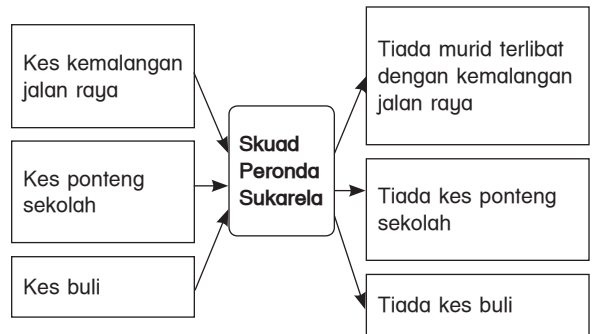 Kes kemalangan
jalan raya
Kes ponteng
sekolah
Kes buli
Skuad
Peronda
Sukarela
Tiada murid terlibat
dengan kemalangan
jalan raya
Tiada kes ponteng
sekolah
Tiada kes buli